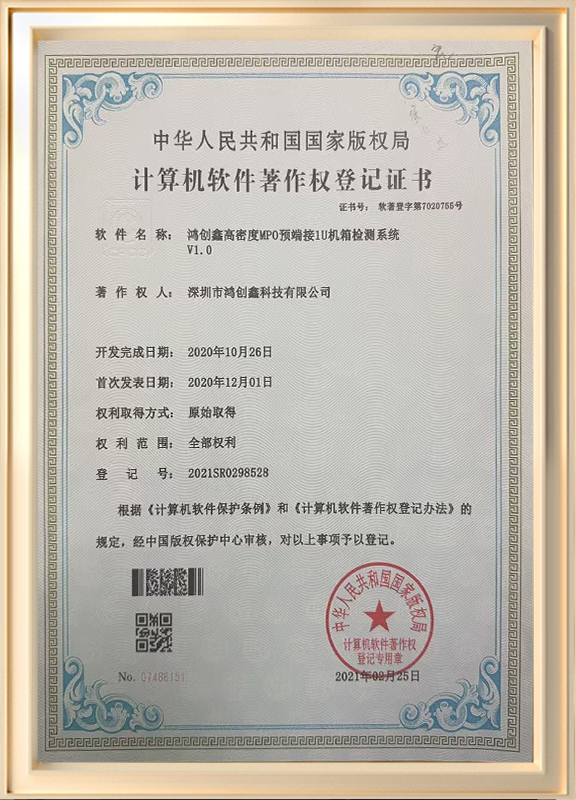 中华人民共和国国家版权局
计算机软件著作权登记证书
证书号： 软著登字第7020755号
软件名称： 鸿创鑫高密度MPO预端接1U机箱检测系统
V1.0
著作权人： 深圳市鸿创鑫科技有限公司
开发完成日期： 2020年10月26日
首次发表日期： 2020年12月01日
权利取得方式： 原始取得
权利范围： 全部权利
登记号： 2021SR0298528
根据《计算机软件保护条例》和《计算机软件著作权登记办法》的
规定，经中国版权保护中心审核，对以上事项予以登记。
中华人民共和国国家版权局
计算机软件著作权
登记专用章
No. 07486151
2021年02月25日